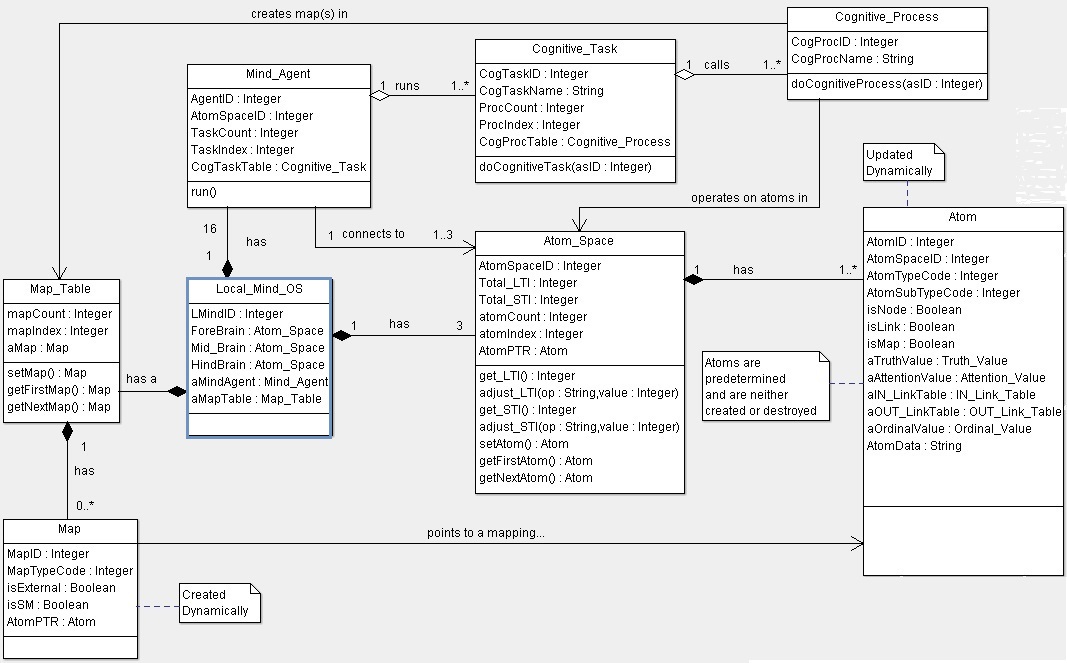 creates map(s) in
Cognitive_Process
CogProcID : Integer
CogProcName : String
doCognitiveProcess(asID : Integer)
Cognitive_Task
CogTaskID : Integer
CogTaskName : String
ProcCount : Integer
ProcIndex : Integer
CogProcTable : Cognitive_Process
doCognitiveTask(asID : Integer)
1 calls 1..*
Mind_Agent
AgentID : Integer
AtomSpaceID : Integer
TaskCount : Integer
TaskIndex : Integer
CogTaskTable : Cognitive_Task
run()
1 runs 1..*
Updated
Dynamically
operates on atoms in
16
has
1
1 connects to 1..3
Atom_Space
AtomSpaceID : Integer
Total_LTI : Integer
Total_STI : Integer
atomCount : Integer
atomIndex : Integer
AtomPTR : Atom
get_LTI() : Integer
adjust_LTI(op : String,value : Integer)
get_STI() : Integer
adjust_STI(op : String,value : Integer)
setAtom() : Atom
getFirstAtom() : Atom
getNextAtom() : Atom
1 has 1..*
Atom
AtomID : Integer
AtomSpaceID : Integer
AtomTypeCode : Integer
AtomSubTypeCode : Integer
isNode : Boolean
isLink : Boolean
isMap : Boolean
aTruthValue : Truth_Value
aAttentionValue : Attention_Value
aIN_LinkTable : IN_Link_Table
aOUT_LinkTable : OUT_Link_Table
aOrdinalValue : Ordinal_Value
AtomData : String
Map_Table
mapCount : Integer
mapIndex : Integer
aMap : Map
setMap() : Map
getFirstMap() : Map
getNextMap() : Map
has a
Local_Mind_OS
LMindID : Integer
ForeBrain : Atom_Space
Mid_Brain : Atom_Space
HindBrain : Atom_Space
aMindAgent : Mind_Agent
aMapTable : Map_Table
1 has 3
Atoms are
predetermined
and are neither
created or destroyed
1
has
0..*
Map
MapID : Integer
MapTypeCode : Integer
isExternal : Boolean
isSM : Boolean
AtomPTR : Atom
points to a mapping...
Created
Dynamically